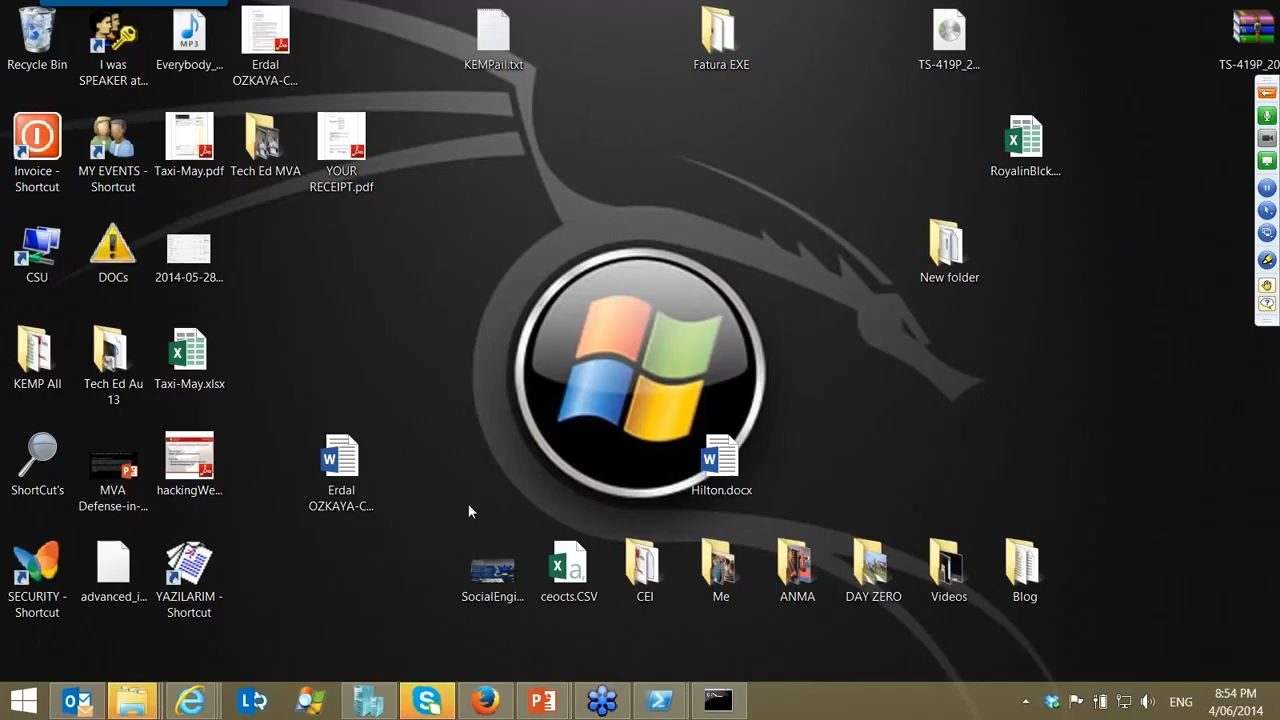 Recycle Bin
I was
SPEAKER at...
Everybody_...
MP3
Erdal
OZKAYA-C...
KEMPail.txt
Fatura EXE
TS-419P_2...
TS-419P_20
Invoice -
Shortcut
MY EVENTS -
Shortcut
Taxi-May.pdf
Tech Ed MVA
YOUR
RECEIPT.pdf
RoyalinBlck....
CSU
DOCs
2014-05-28...
New folder
KEMP All
Tech Ed Au
13
Taxi-May.xlsx
ShortCut's
MVA
Defense-in-...
hackingWe...
Erdal
OZKAYA-C...
Hilton.docx
SECURITY -
Shortcut
advanced_i...
YAZILARIM -
Shortcut
SocialEngi...
ceocts.CSV
CEI
Me
ANMA
DAY ZERO
Videos
Blog
ENG
8:54 PM
4/06/2014